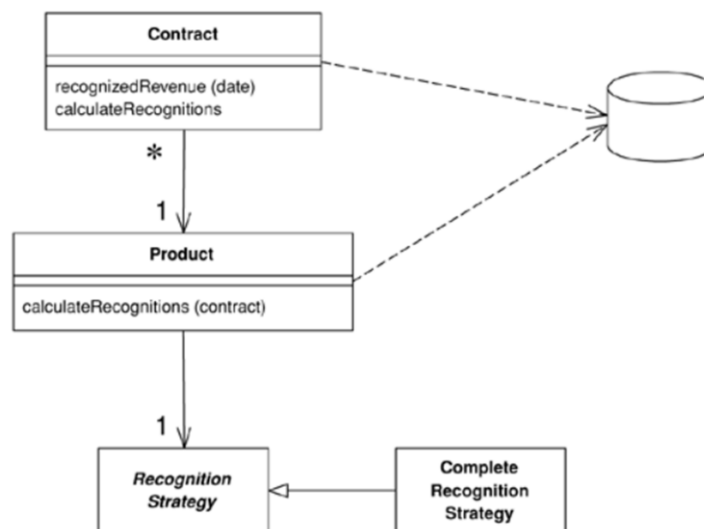 Contract
recognizedRevenue (date)
calculateRecognitions
*
1
Product
calculateRecognitions (contract)
1
Recognition
Strategy
Complete
Recognition
Strategy